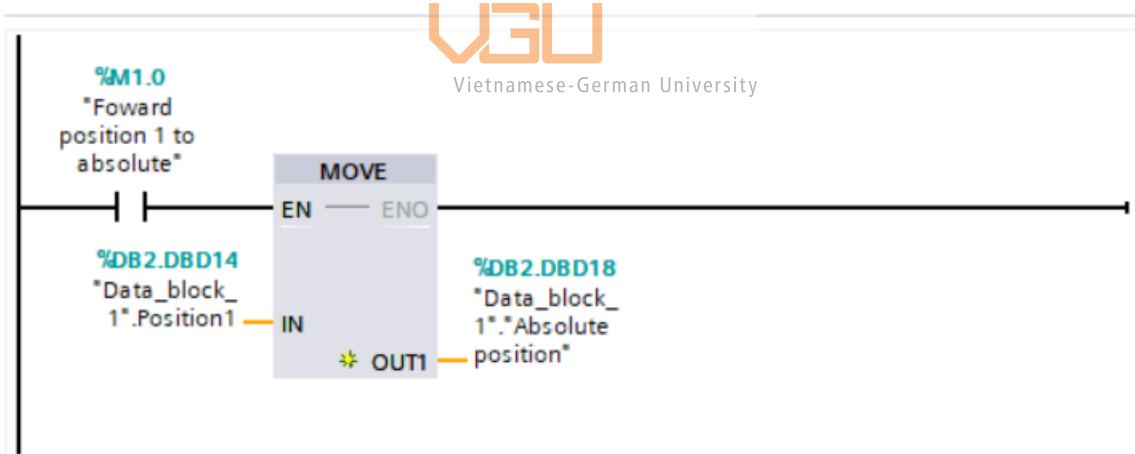 VGU
Vietnamese-German University
%M1.0
"Foward
position 1 to
absolute"
MOVE
EN
ENO
%DB2.DBD14
"Data_block_
1".Position1
IN
%DB2.DBD18
"Data_block_
1"."Absolute
position"
OUT1